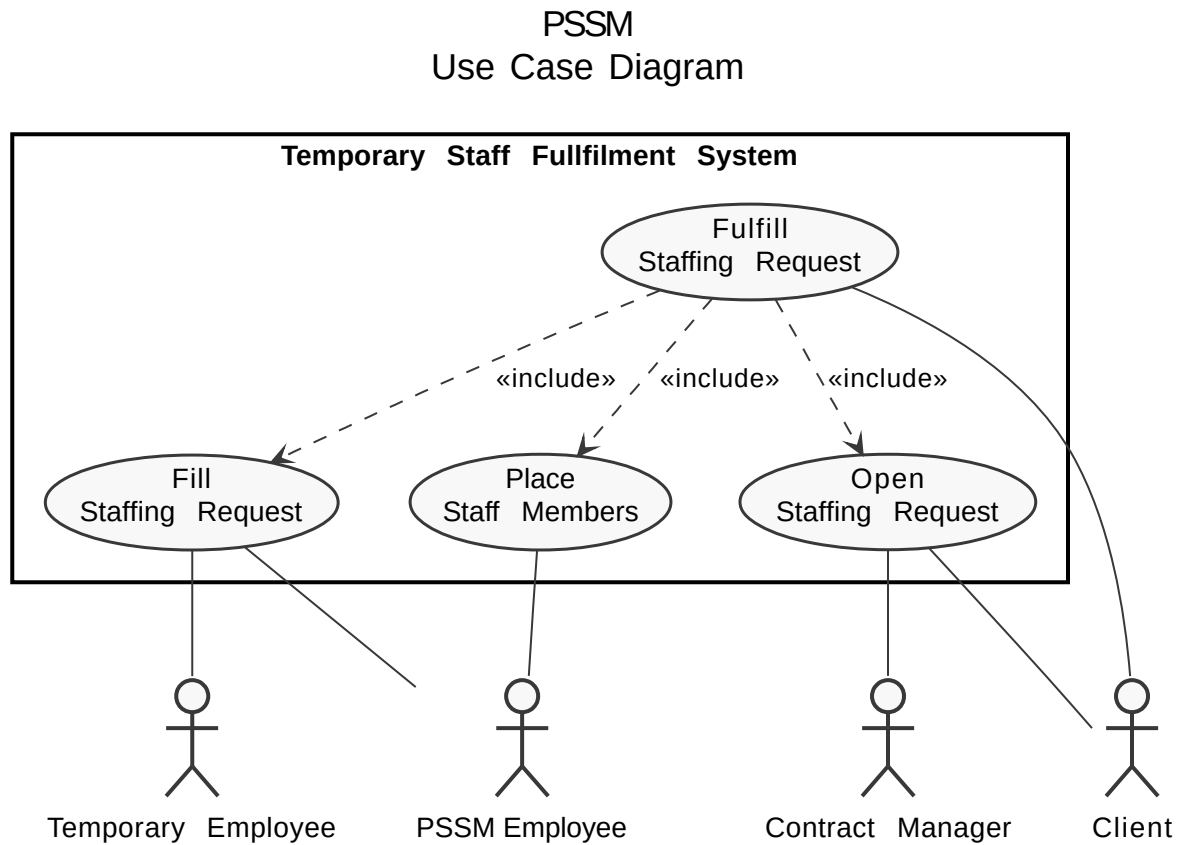 PSSM
Use Case Diagram
Temporary Staff Fullfilment System
Fulfill
Staffing Request
«include» «include» «include»
Fill
Staffing Request
Place
Staff Members
Open
Staffing Request
Temporary Employee
PSSM Employee
Contract Manager
Client